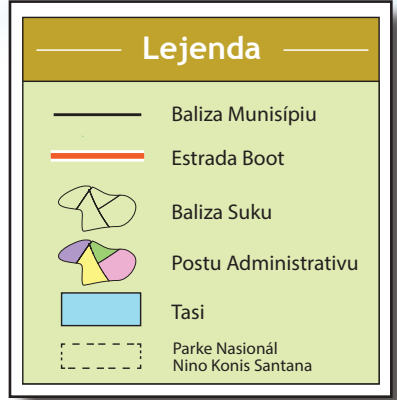 Lejenda
Baliza Munisípiu
Estrada Boot
Baliza Suku
Postu Administrativu
Tasi
Parke Nasionál
Nino Konis Santana